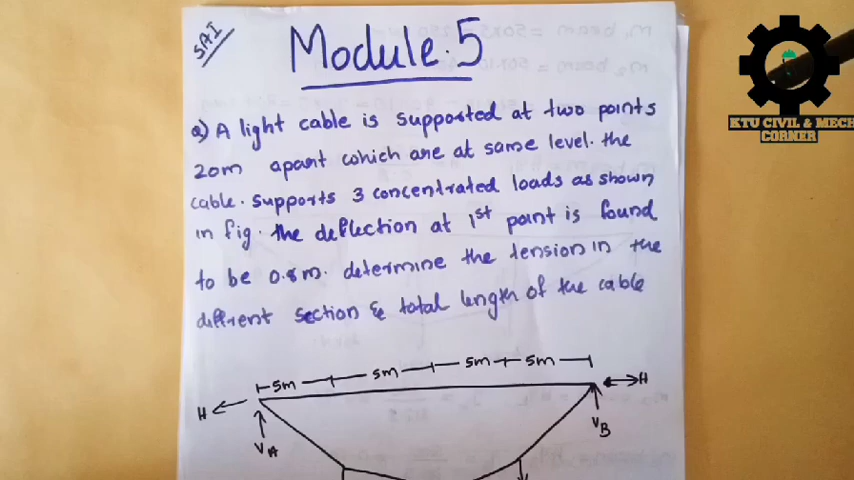 SAI
Module.5
KTU CIVIL & MECH
CORNER
a) A light cable is supported at two points
20m apart which are at same level. the
cable. supports 3 concentrated loads as shown
in fig. the deflection at 1st point is found
to be 0.8m. determine the tension in the
diffrent section & total length of the cable
5m 5m 5m 5m
H H
VA VB